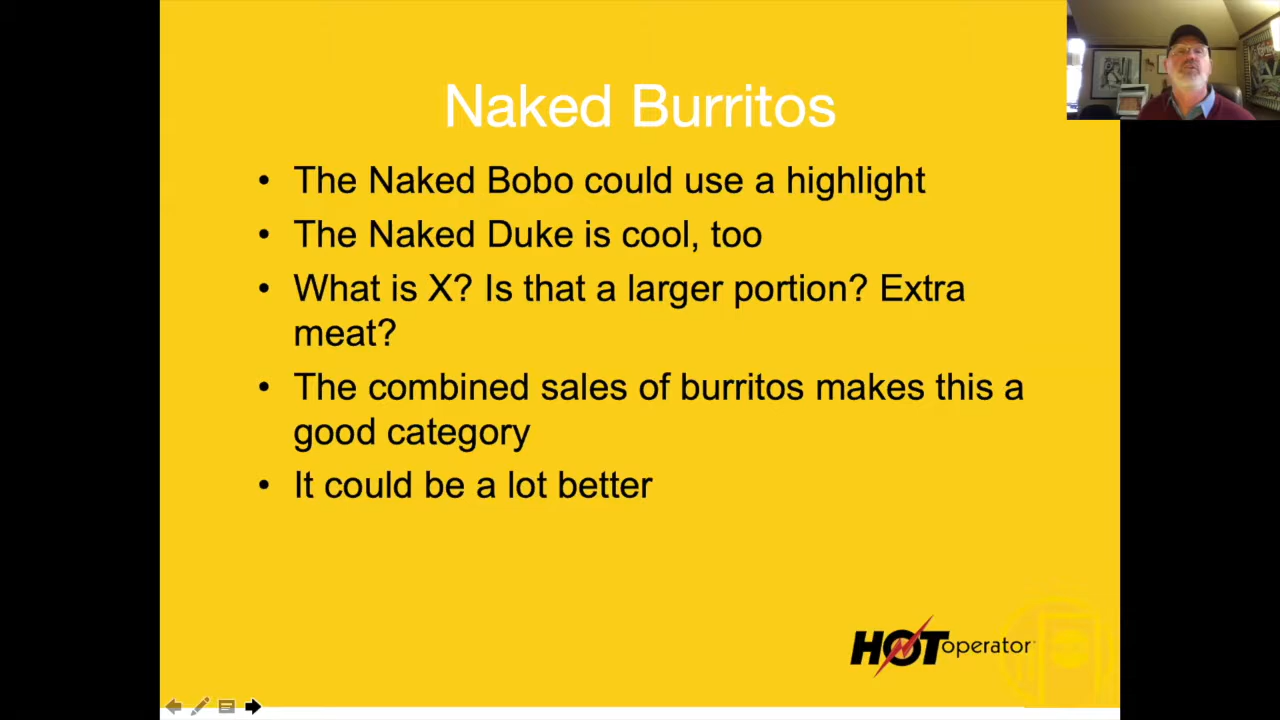 Naked Burritos
• The Naked Bobo could use a highlight
• The Naked Duke is cool, too
• What is X? Is that a larger portion? Extra
meat?
• The combined sales of burritos makes this a
good category
• It could be a lot better
HOToperator